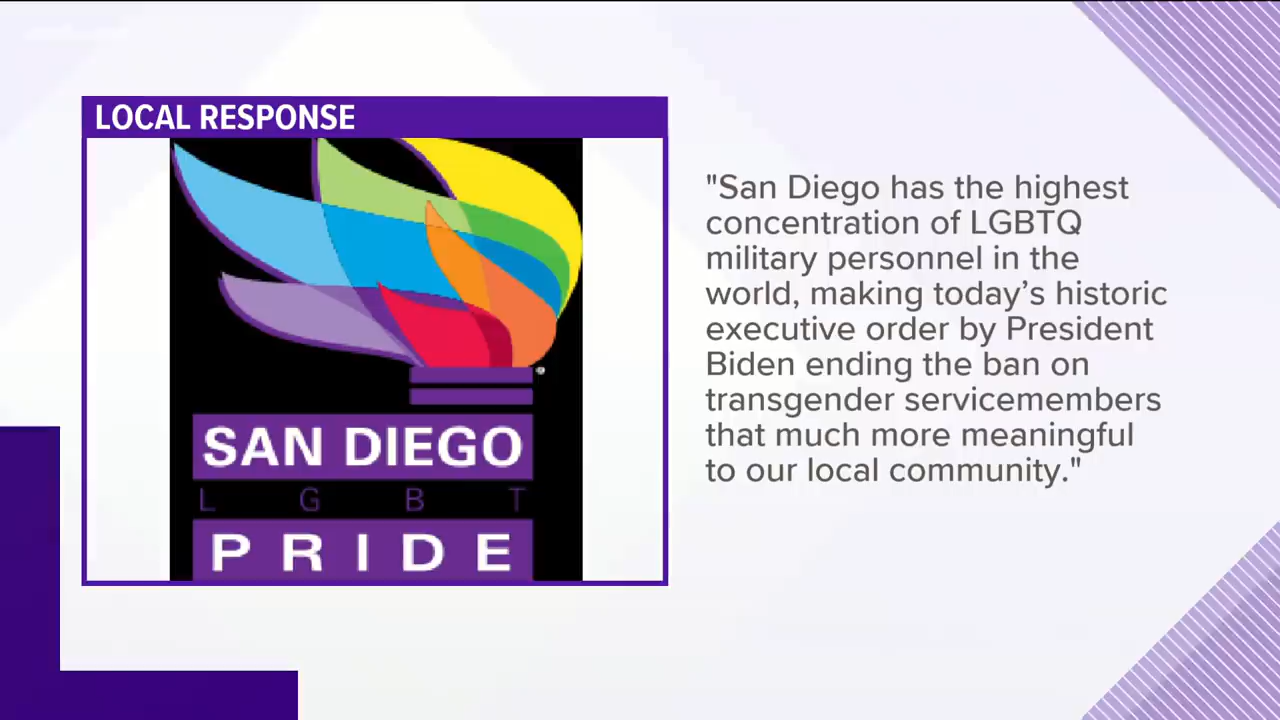 LOCAL RESPONSE
SAN DIEGO
L G B T
PRIDE
"San Diego has the highest
concentration of LGBTQ
military personnel in the
world, making today’s historic
executive order by President
Biden ending the ban on
transgender servicemembers
that much more meaningful
to our local community."